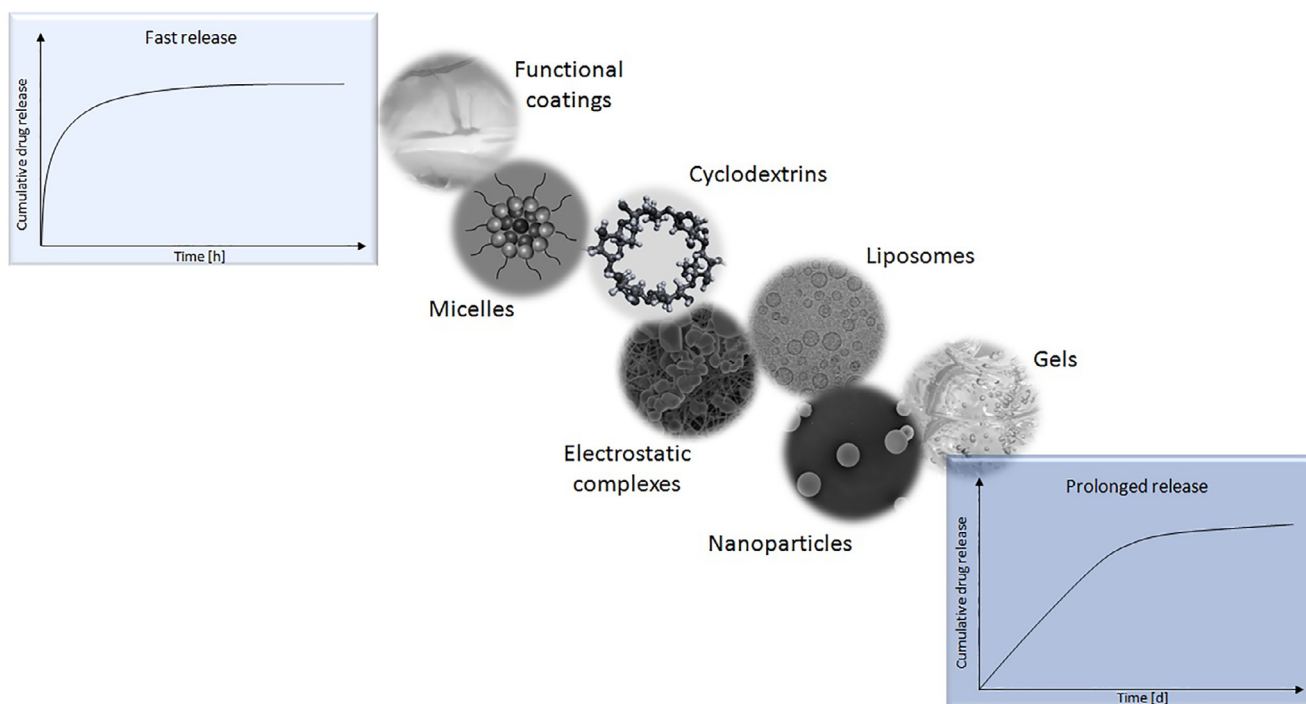 Fast release
Cumulative drug release
Time [h]
Functional
coatings
Micelles
Cyclodextrins
Liposomes
Electrostatic
complexes
Gels
Nanoparticles
Prolonged release
Cumulative drug release
Time [d]